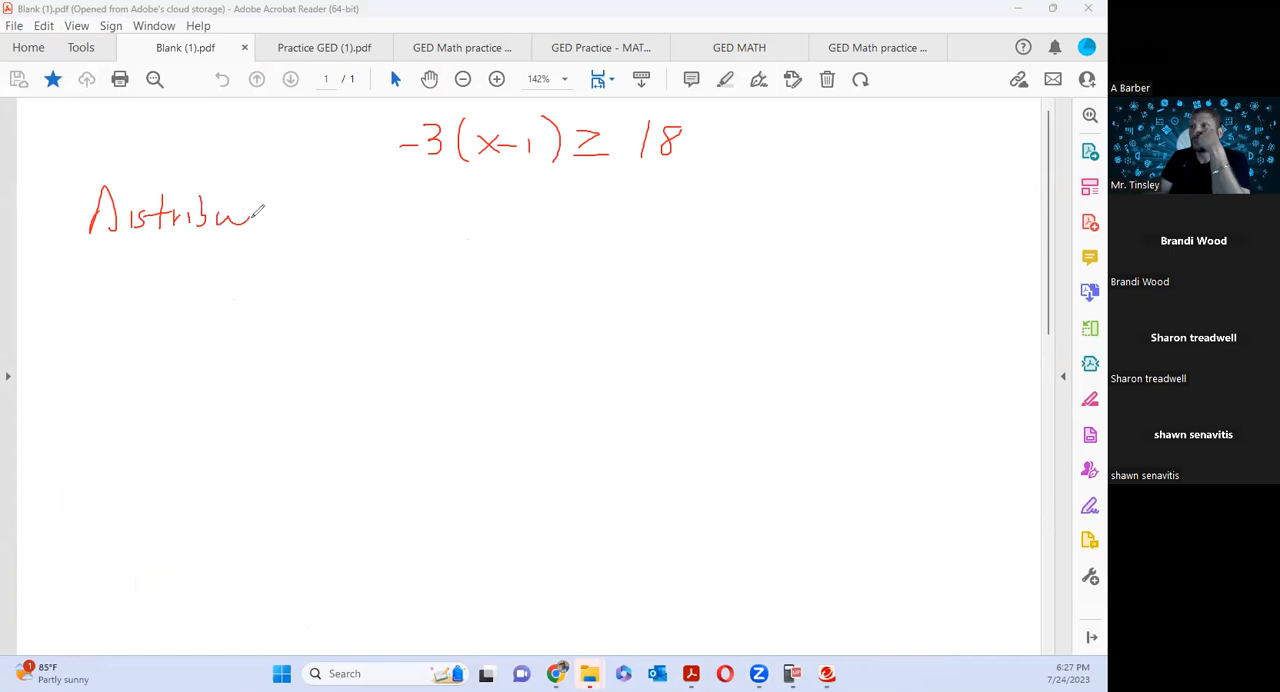 Blank (1).pdf (Opened from Adobe's cloud storage) - Adobe Acrobat Reader (64-bit)
File Edit View Sign Window Help
Home Tools Blank (1).pdf × Practice GED (1).pdf GED Math practice ... GED Practice - MAT... GED MATH GED Math practice ...
1 / 1 142%
A Barber
-3(x-1) ≥ 18
Mr. Tinsley
Distribu
Brandi Wood
Brandi Wood
Sharon treadwell
Sharon treadwell
shawn senavitis
shawn senavitis
1
85°F
Partly sunny
Search
6:27 PM
7/24/2023